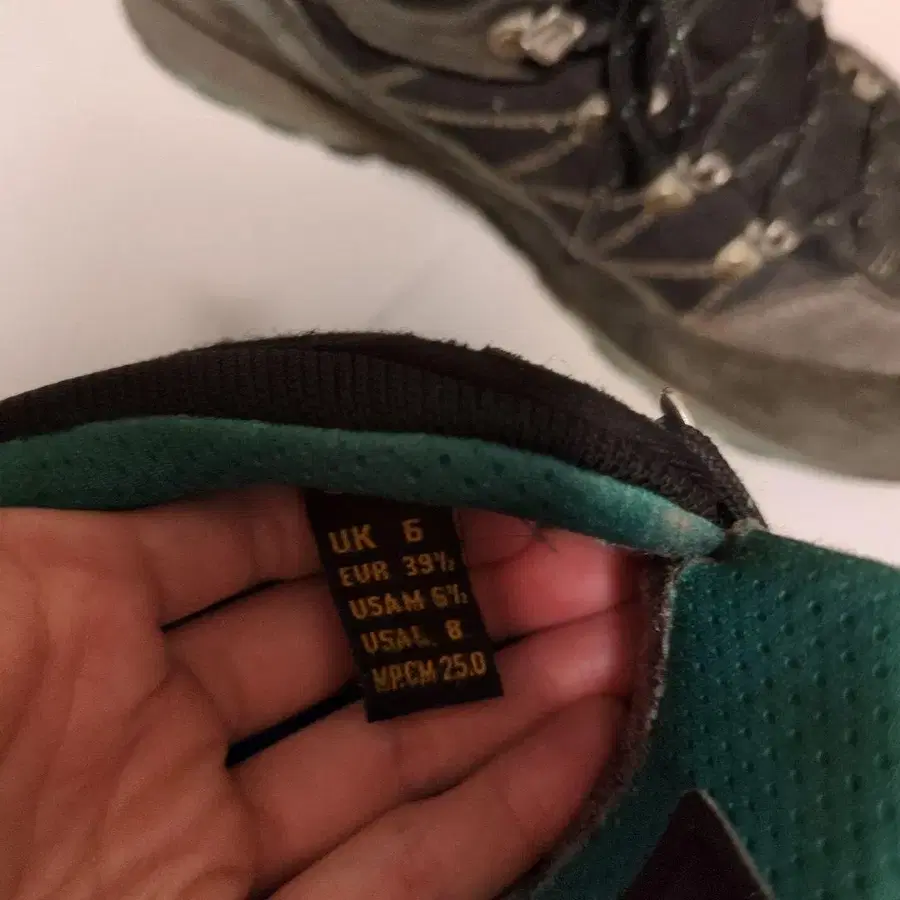 UK 6
EUR 39½
USAM 6½
USAL 8
MP.CM 25.0